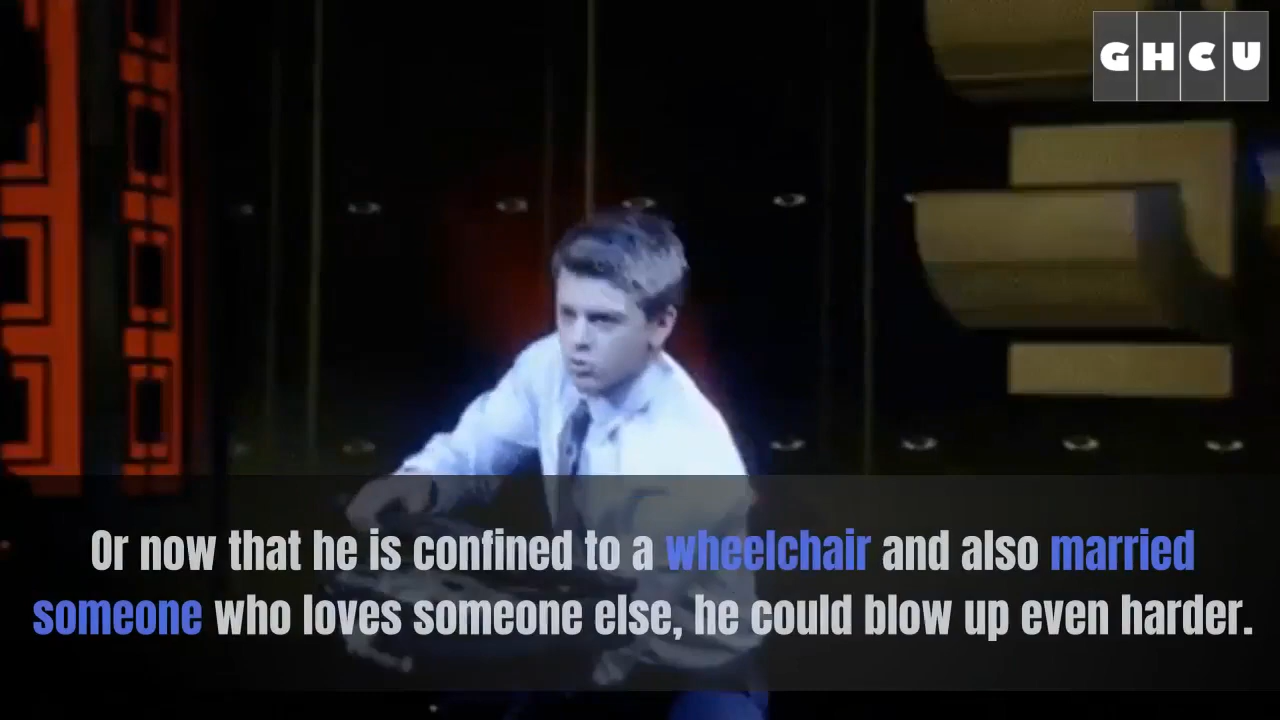 GHCU
Or now that he is confined to a wheelchair and also married
someone who loves someone else, he could blow up even harder.